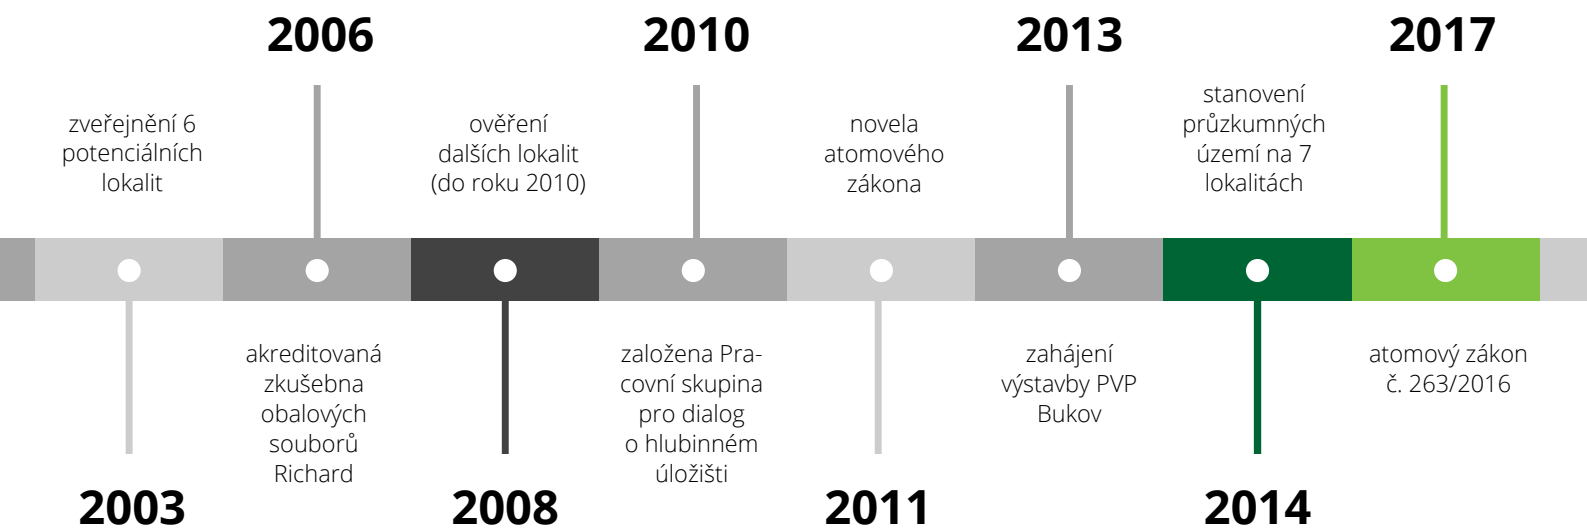 2003
zveřejnění 6
potenciálních
lokalit
2006
akreditovaná
zkušebna
obalových
souborů
Richard
2008
ověření
dalších lokalit
(do roku 2010)
2010
založena Pra-
covní skupina
pro dialog
o hlubinném
úložišti
2011
novela
atomového
zákona
2013
zahájení
výstavby PVP
Bukov
2014
stanovení
průzkumných
území na 7
lokalitách
2017
atomový zákon
č. 263/2016